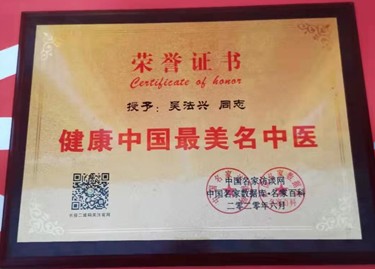 荣誉证书
Certificate of honor
授予：吴法兴 同志
健康中国最美名中医
中国名家访谈网
中国名家数据库·名家百科
二零二零年六月